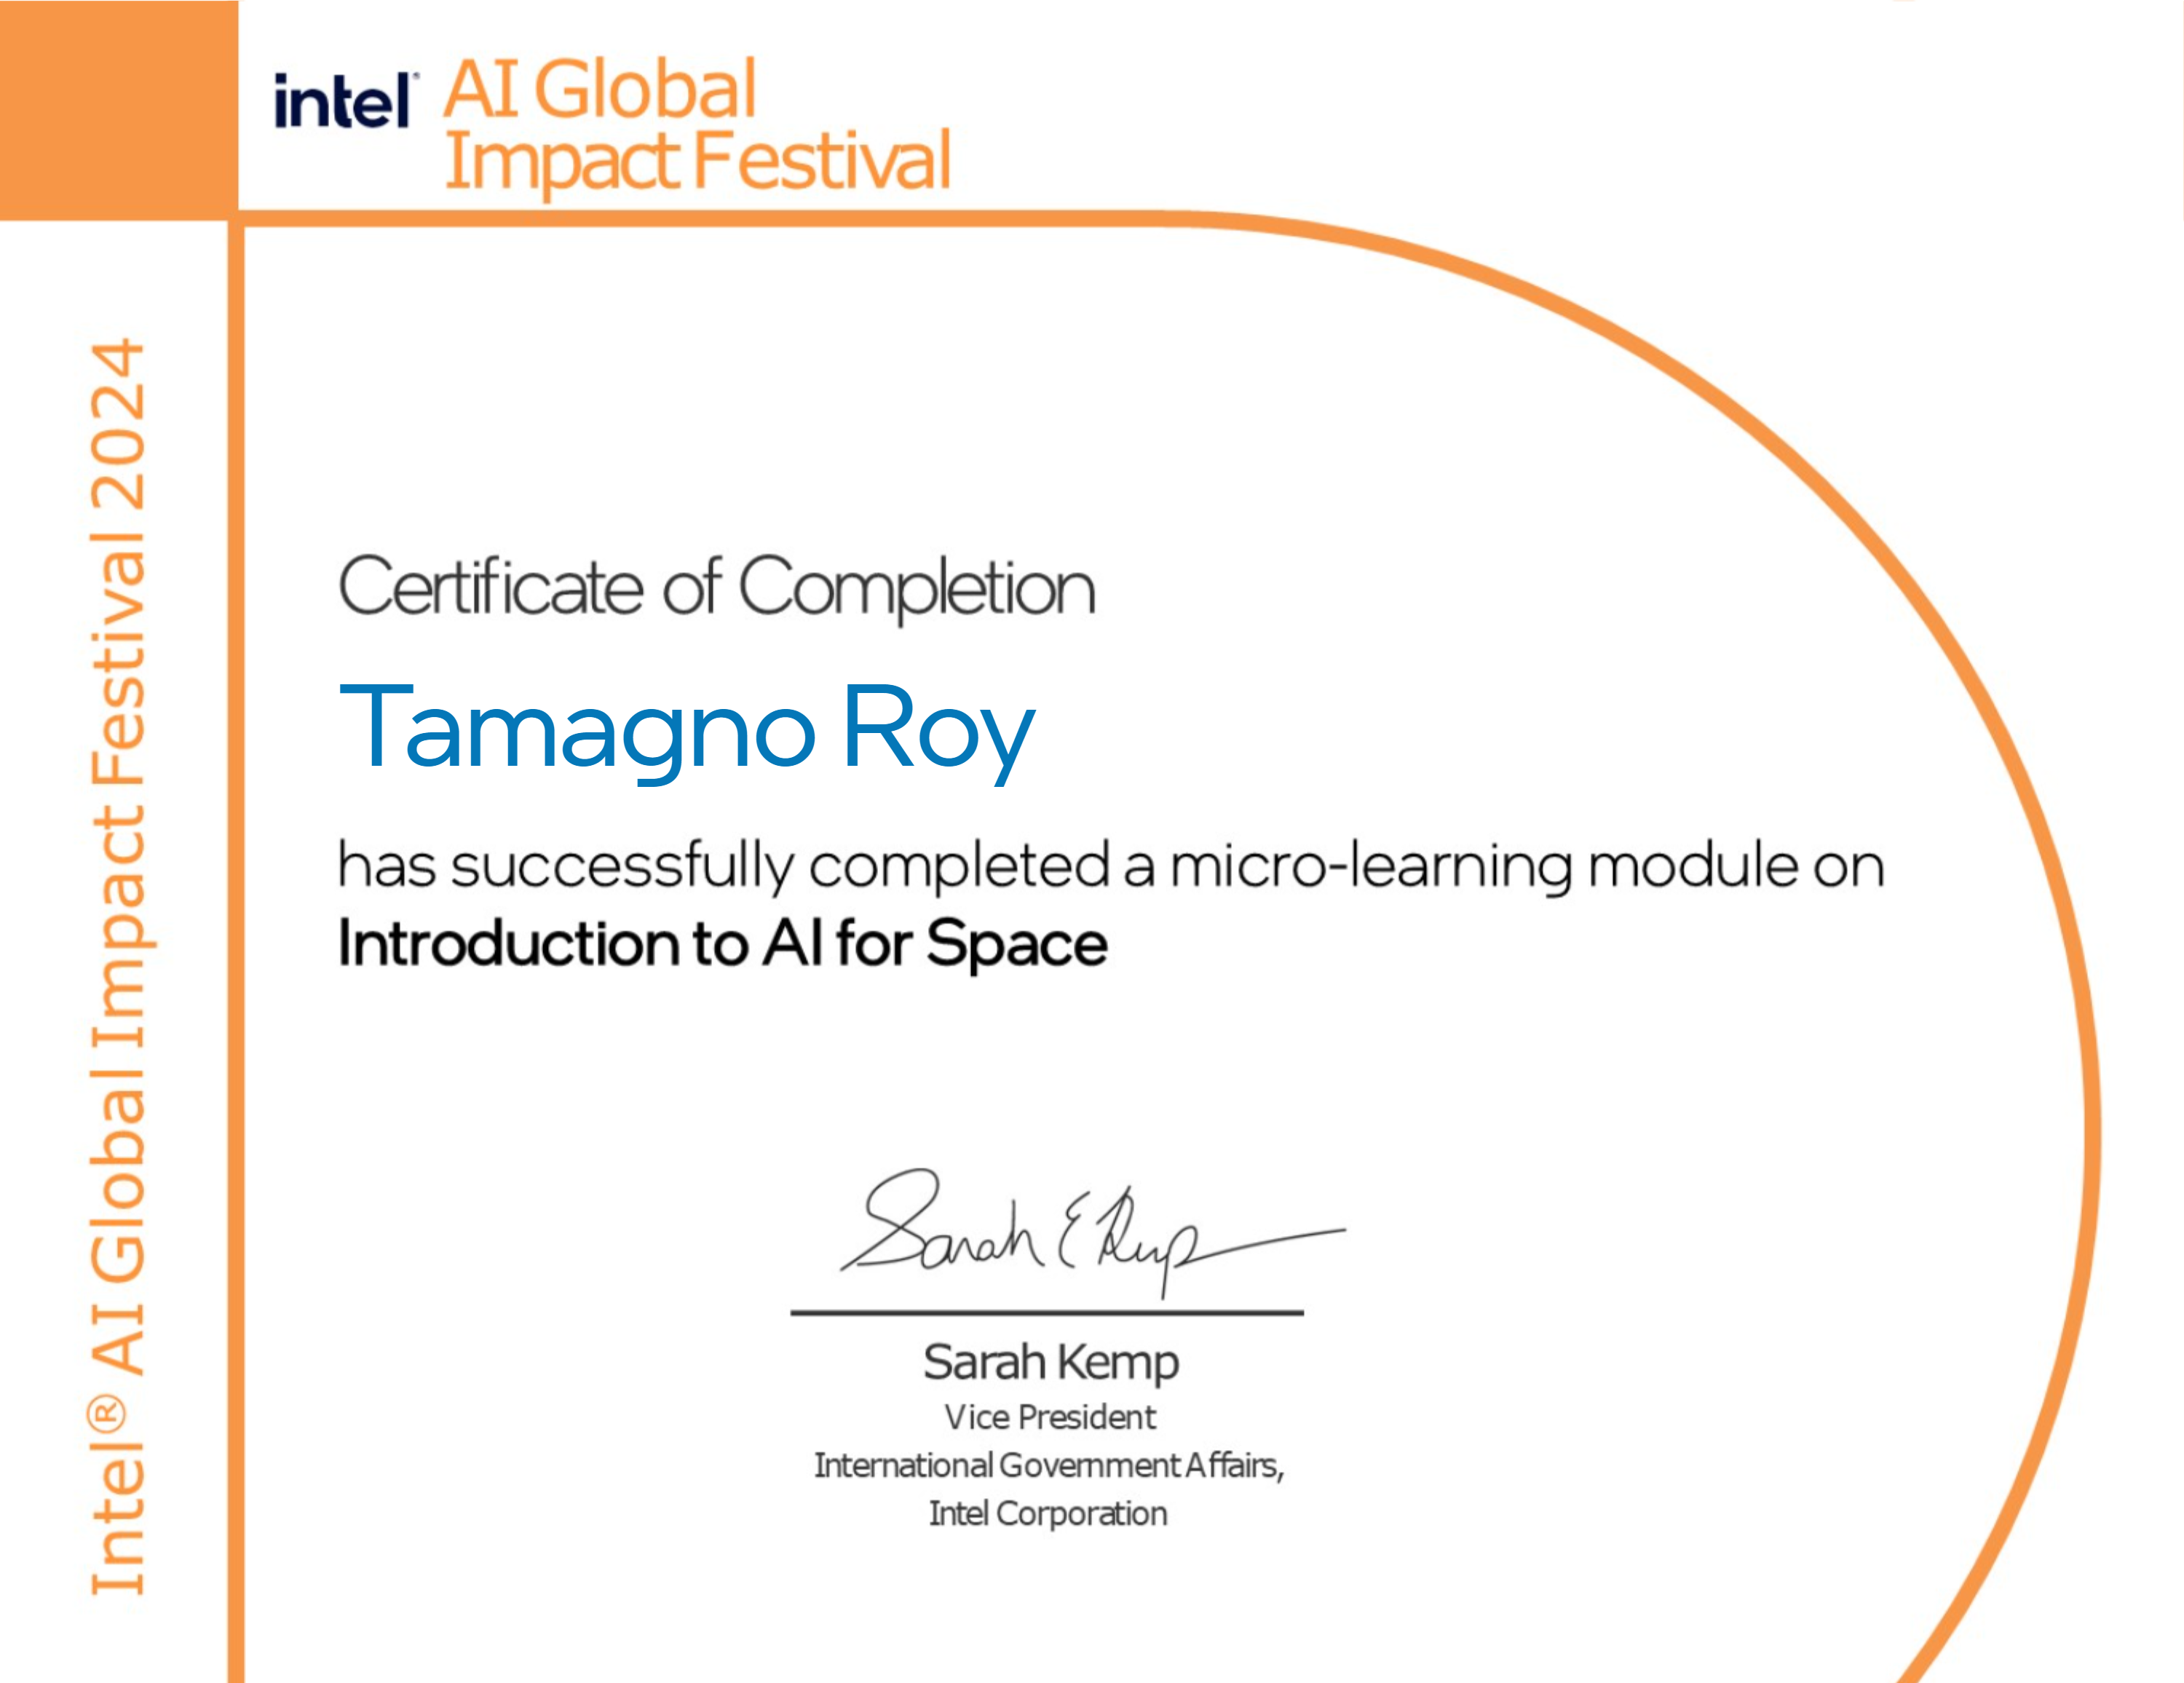 intel
AI Global
Impact Festival
Intel® AI Global Impact Festival 2024
Certificate of Completion
Tamagno Roy
has successfully completed a micro-learning module on
Introduction to AI for Space
Sarah E Kemp
Sarah Kemp
Vice President
International Government Affairs,
Intel Corporation